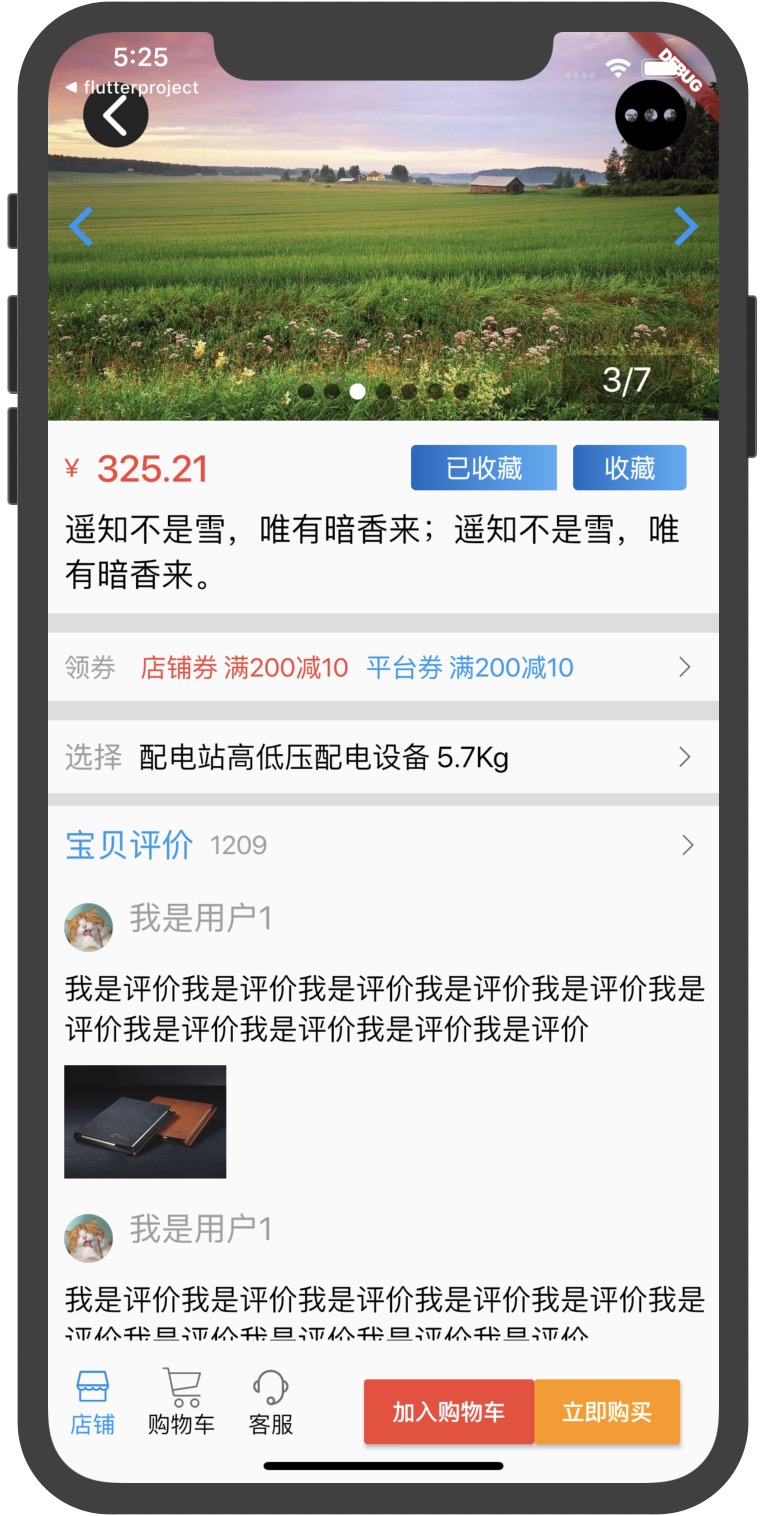 5:25
◀ flutterproject
DEBUG
3/7
¥ 325.21
已收藏
收藏
遥知不是雪，唯有暗香来；遥知不是雪，唯
有暗香来。
领券 店铺券 满200减10 平台券 满200减10
选择 配电站高低压配电设备 5.7Kg
宝贝评价 1209
我是用户1
我是评价我是评价我是评价我是评价我是评价我是
评价我是评价我是评价我是评价我是评价
我是用户1
我是评价我是评价我是评价我是评价我是评价我是
评价我是评价我是评价我是评价我是评价
店铺
购物车
客服
加入购物车
立即购买